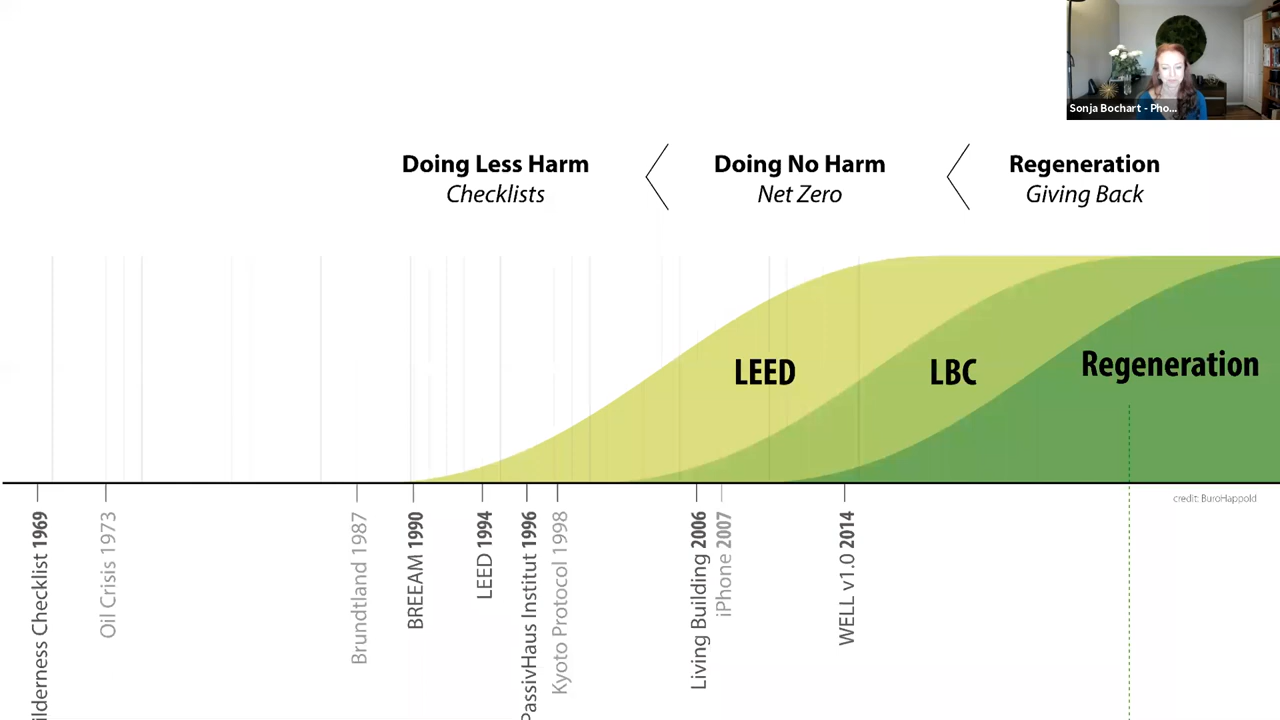 Sonja Bochart - Pho...
Doing Less Harm
Checklists
Doing No Harm
Net Zero
Regeneration
Giving Back
LEED
LBC
Regeneration
credit: BuroHappold
ilderness Checklist 1969
Oil Crisis 1973
Brundtland 1987
BREEAM 1990
LEED 1994
PassivHaus Institut 1996
Kyoto Protocol 1998
Living Building 2006
iPhone 2007
WELL v1.0 2014